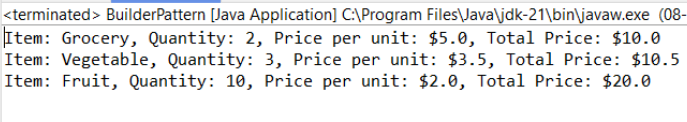 <terminated> BuilderPattern [Java Application] C:\Program Files\Java\jdk-21\bin\javaw.exe (08-
Item: Grocery, Quantity: 2, Price per unit: $5.0, Total Price: $10.0
Item: Vegetable, Quantity: 3, Price per unit: $3.5, Total Price: $10.5
Item: Fruit, Quantity: 10, Price per unit: $2.0, Total Price: $20.0